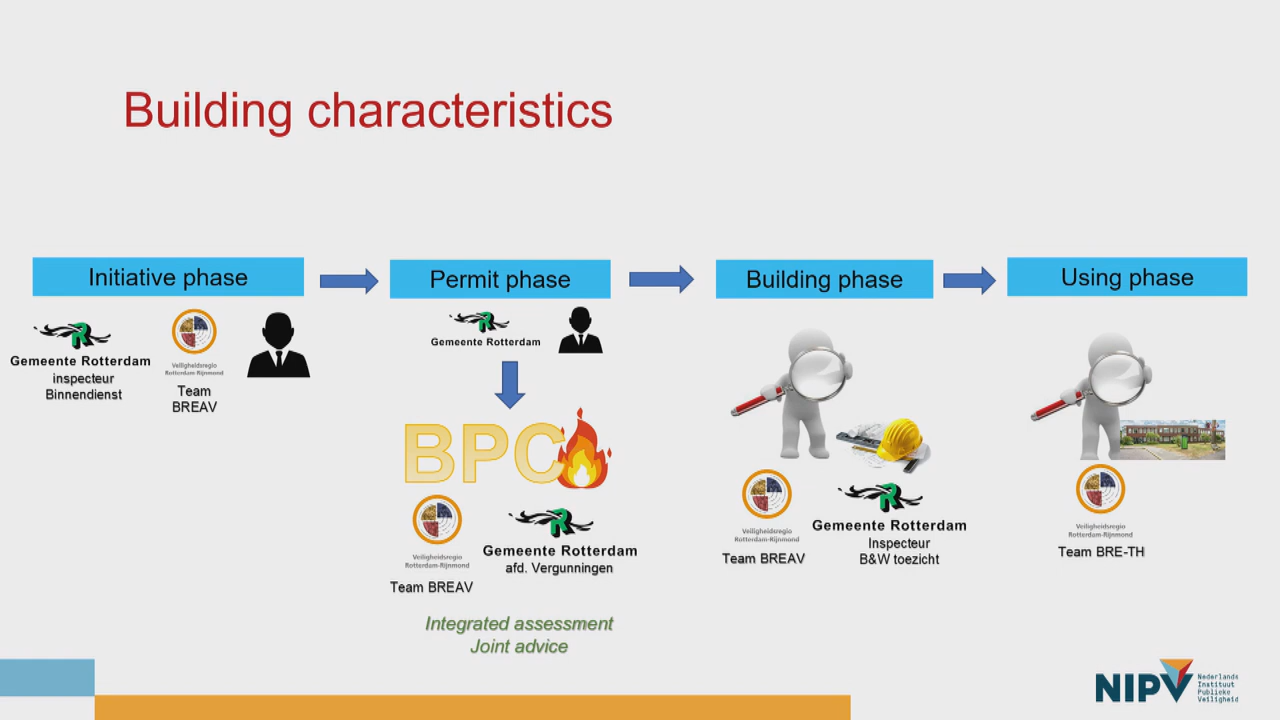 Building characteristics
Initiative phase
Permit phase
Building phase
Using phase
R
Gemeente Rotterdam
inspecteur
Binnendienst
Veiligheidsregio
Rotterdam-Rijnmond
Team
BREAV
R
Gemeente Rotterdam
BPC
Veiligheidsregio
Rotterdam-Rijnmond
Team BREAV
R
Gemeente Rotterdam
afd. Vergunningen
Integrated assessment
Joint advice
Veiligheidsregio
Rotterdam-Rijnmond
Team BREAV
R
Gemeente Rotterdam
Inspecteur
B&W toezicht
Veiligheidsregio
Rotterdam-Rijnmond
Team BRE-TH
NIPV
Nederlands
Instituut
Publieke
Veiligheid